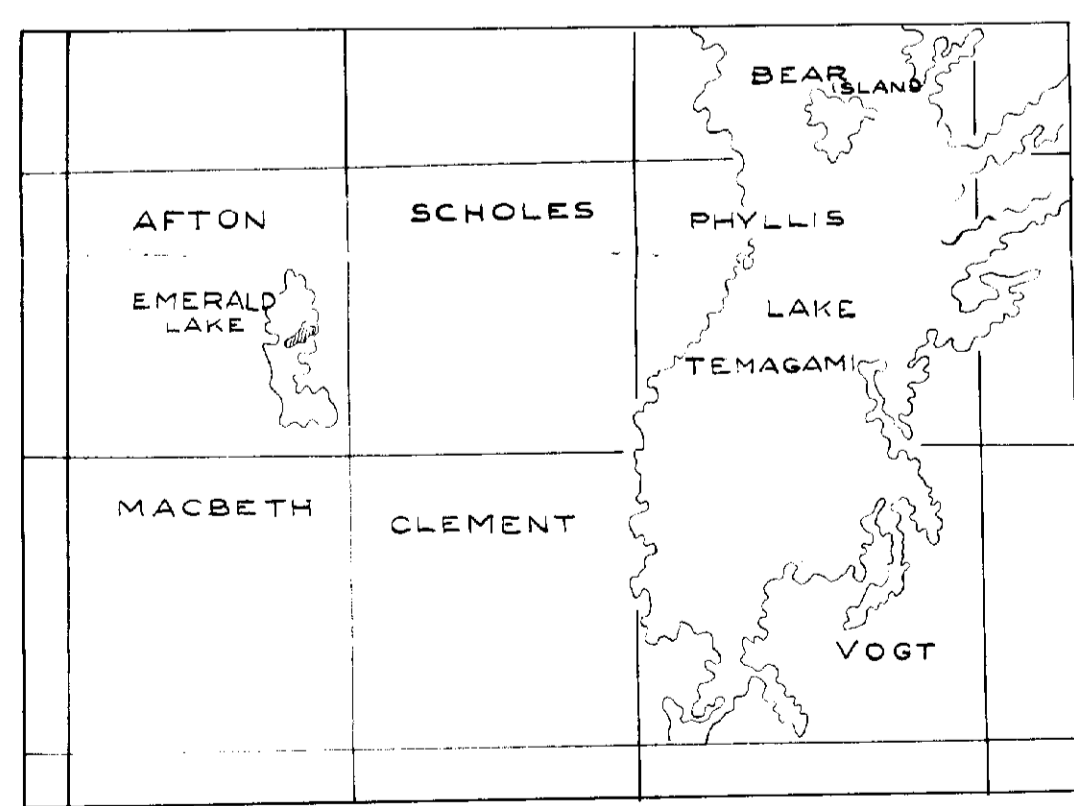 BEAR
ISLAND
AFTON
SCHOLES
PHYLLIS
EMERALD
LAKE
LAKE
TEMAGAMI
MACBETH
CLEMENT
VOGT